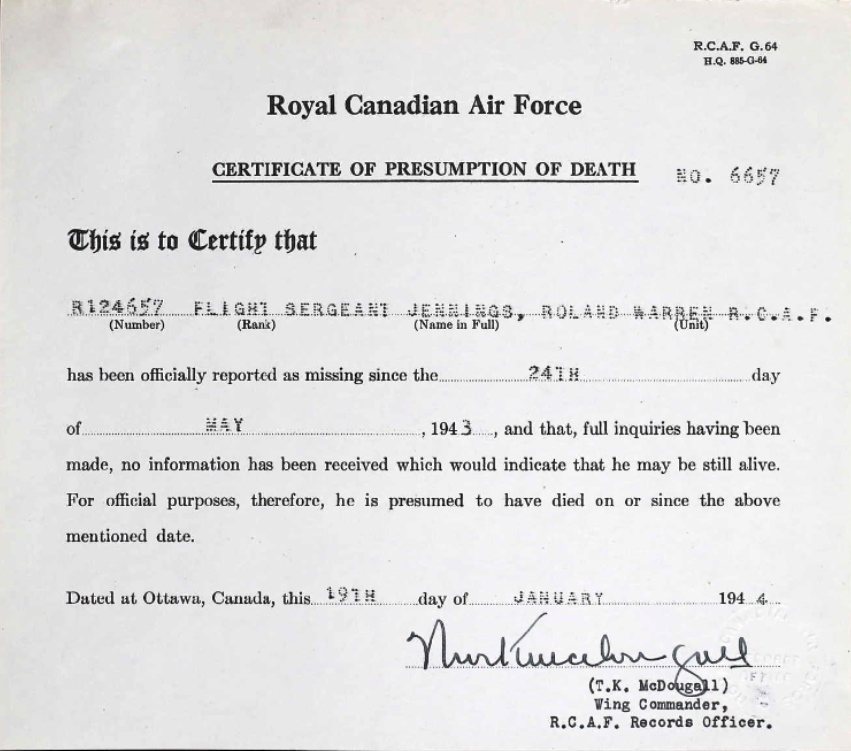 R.C.A.F. G.64
H.Q. 885-G-64
Royal Canadian Air Force
CERTIFICATE OF PRESUMPTION OF DEATH NO. 6657
This is to Certify that
R124657 FLIGHT SERGEANT JENNINGS, ROLAND WARREN R.C.A.F.
(Number) (Rank) (Name in Full) (Unit)
has been officially reported as missing since the 24TH day
of MAY, 1943, and that, full inquiries having been
made, no information has been received which would indicate that he may be still alive.
For official purposes, therefore, he is presumed to have died on or since the above
mentioned date.
Dated at Ottawa, Canada, this 19TH day of JANUARY 1944
(T.K. McDougall)
Wing Commander,
R.C.A.F. Records Officer.